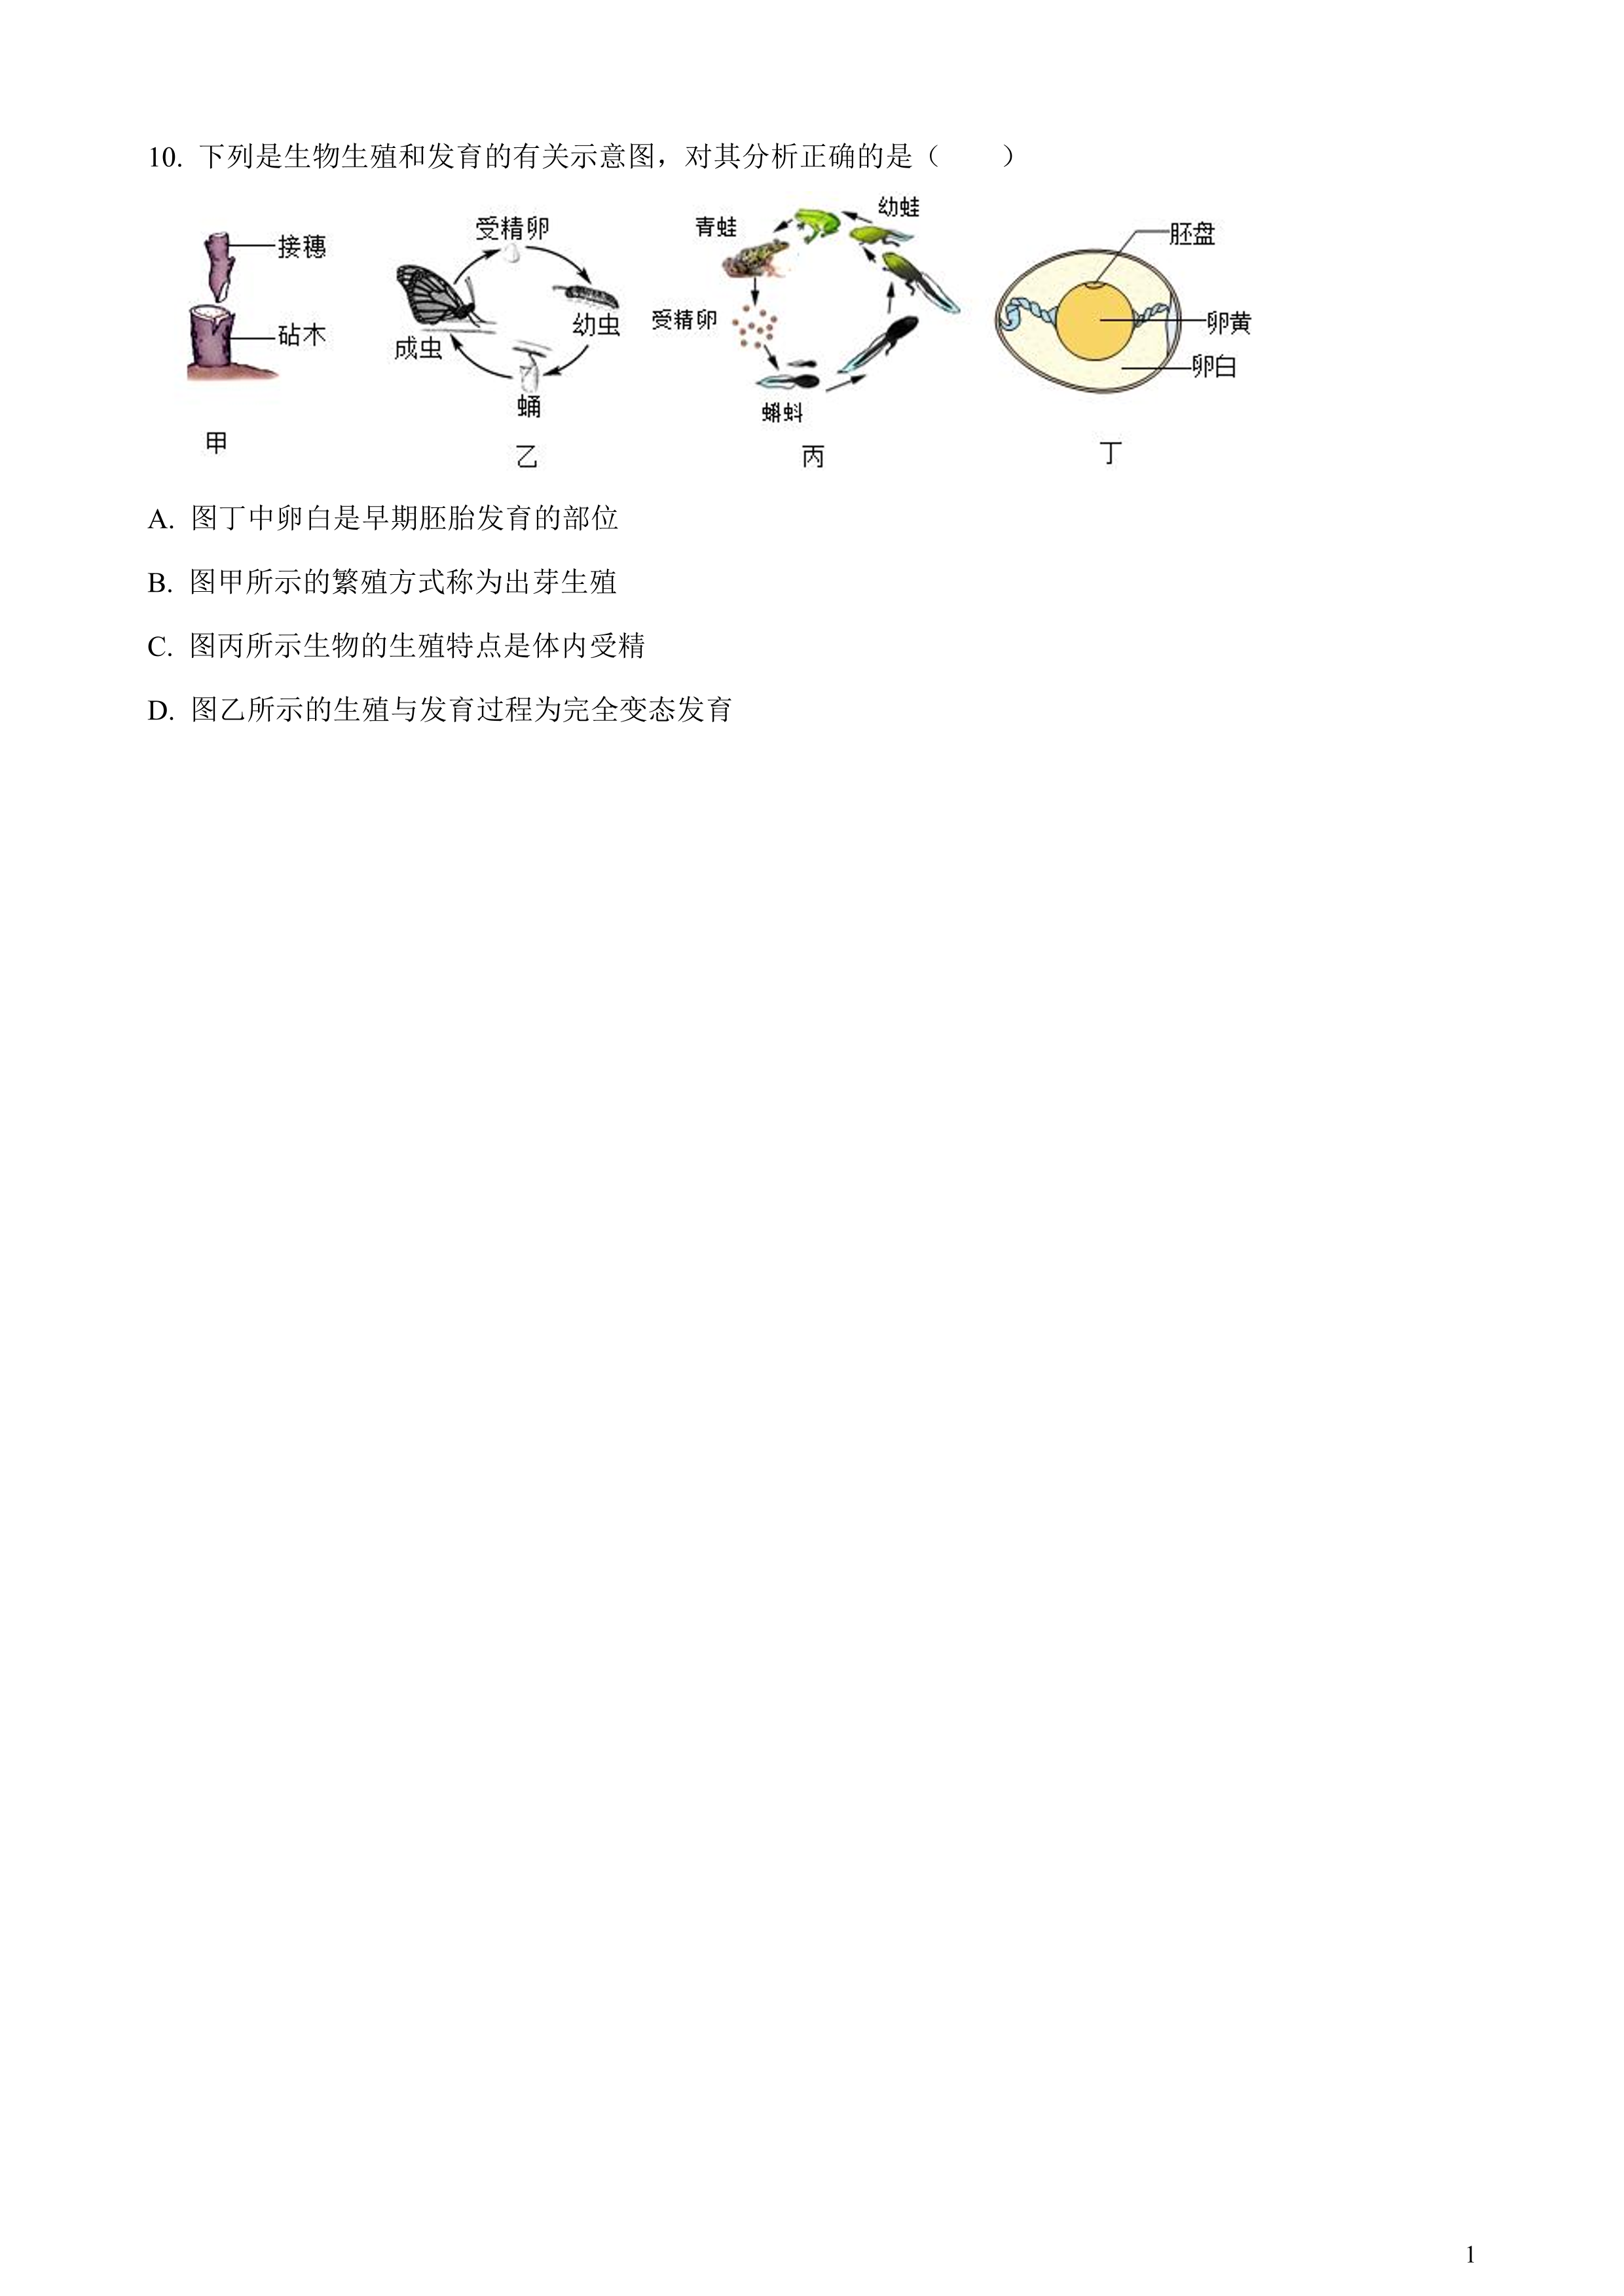 10. 下列是生物生殖和发育的有关示意图，对其分析正确的是（　　）
接穗
砧木
甲
受精卵
幼虫
蛹
成虫
乙
青蛙
幼蛙
受精卵
蝌蚪
丙
胚盘
卵黄
卵白
丁
A. 图丁中卵白是早期胚胎发育的部位
B. 图甲所示的繁殖方式称为出芽生殖
C. 图丙所示生物的生殖特点是体内受精
D. 图乙所示的生殖与发育过程为完全变态发育
1